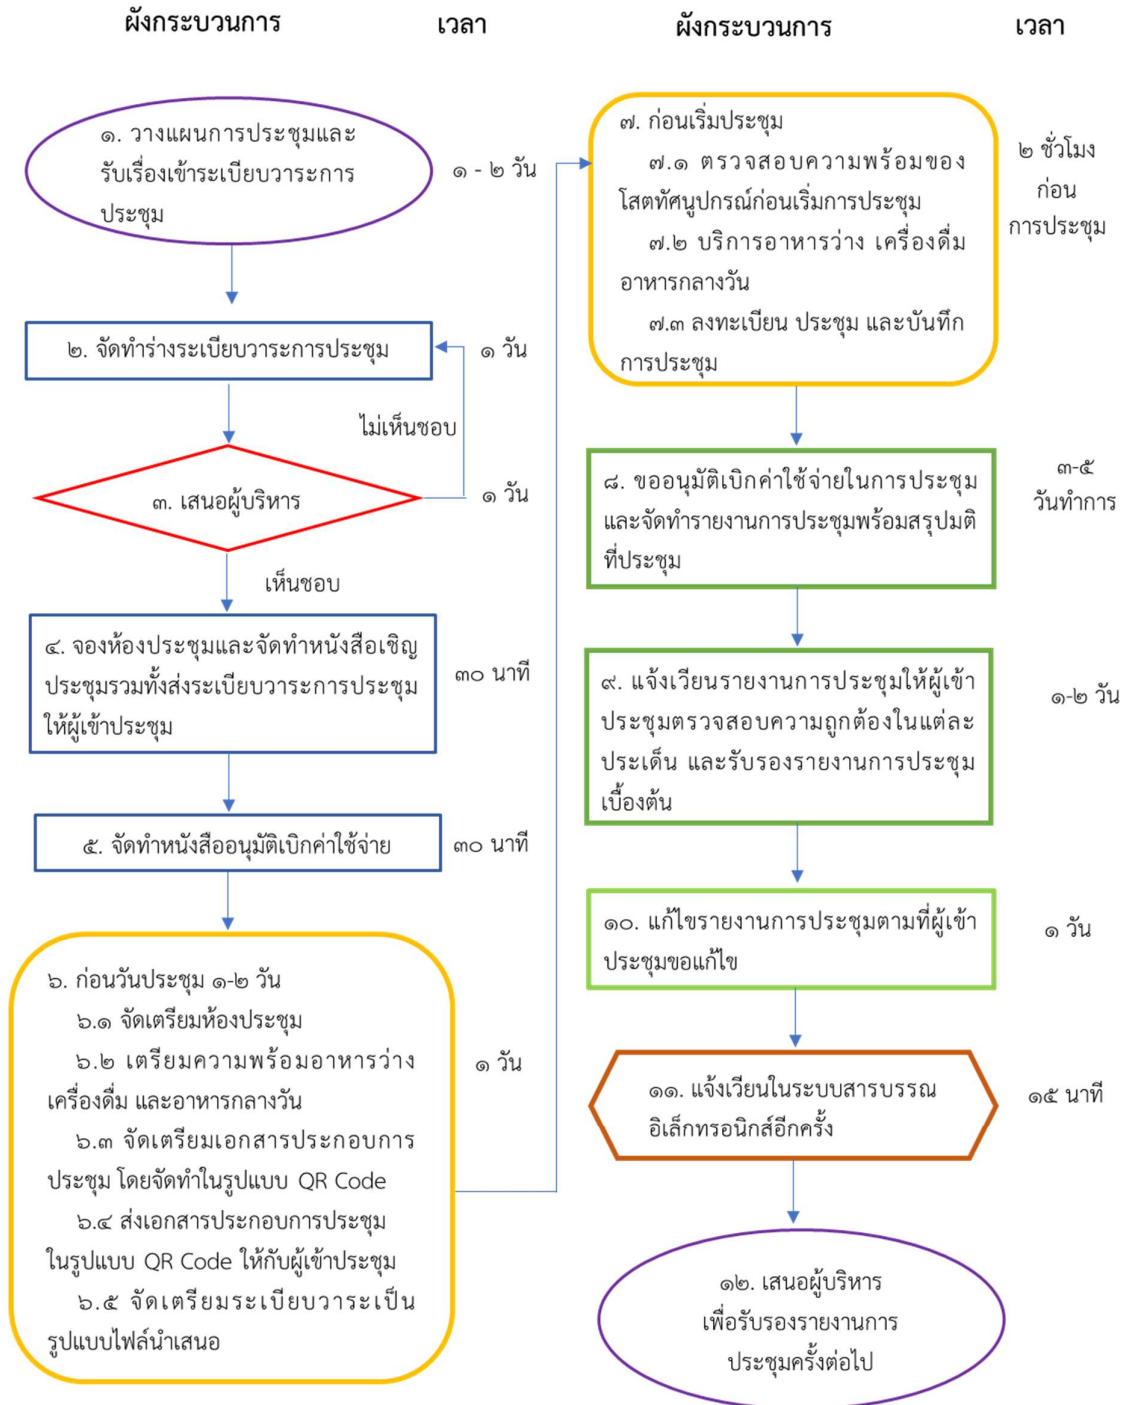 ผังกระบวนการ
เวลา
๑. วางแผนการประชุมและ
รับเรื่องเข้าระเบียบวาระการ
ประชุม
๑ - ๒ วัน
๒. จัดทำร่างระเบียบวาระการประชุม
๑ วัน
ไม่เห็นชอบ
๓. เสนอผู้บริหาร
๑ วัน
เห็นชอบ
๔. จองห้องประชุมและจัดทำหนังสือเชิญ
ประชุมรวมทั้งส่งระเบียบวาระการประชุม
ให้ผู้เข้าประชุม
๓๐ นาที
๕. จัดทำหนังสืออนุมัติเบิกค่าใช้จ่าย
๓๐ นาที
๖. ก่อนวันประชุม ๑-๒ วัน
๖.๑ จัดเตรียมห้องประชุม
๖.๒ เตรียมความพร้อมอาหารว่าง
เครื่องดื่ม และอาหารกลางวัน
๖.๓ จัดเตรียมเอกสารประกอบการ
ประชุม โดยจัดทำในรูปแบบ QR Code
๖.๔ ส่งเอกสารประกอบการประชุม
ในรูปแบบ QR Code ให้กับผู้เข้าประชุม
๖.๕ จัดเตรียมระเบียบวาระเป็น
รูปแบบไฟล์นำเสนอ
๑ วัน
ผังกระบวนการ
เวลา
๗. ก่อนเริ่มประชุม
๗.๑ ตรวจสอบความพร้อมของ
โสตทัศนูปกรณ์ก่อนเริ่มการประชุม
๗.๒ บริการอาหารว่าง เครื่องดื่ม
อาหารกลางวัน
๗.๓ ลงทะเบียน ประชุม และบันทึก
การประชุม
๒ ชั่วโมง
ก่อน
การประชุม
๘. ขออนุมัติเบิกค่าใช้จ่ายในการประชุม
และจัดทำรายงานการประชุมพร้อมสรุปมติ
ที่ประชุม
๓-๕
วันทำการ
๙. แจ้งเวียนรายงานการประชุมให้ผู้เข้า
ประชุมตรวจสอบความถูกต้องในแต่ละ
ประเด็น และรับรองรายงานการประชุม
เบื้องต้น
๑-๒ วัน
๑๐. แก้ไขรายงานการประชุมตามที่ผู้เข้า
ประชุมขอแก้ไข
๑ วัน
๑๑. แจ้งเวียนในระบบสารบรรณ
อิเล็กทรอนิกส์อีกครั้ง
๑๕ นาที
๑๒. เสนอผู้บริหาร
เพื่อรับรองรายงานการ
ประชุมครั้งต่อไป